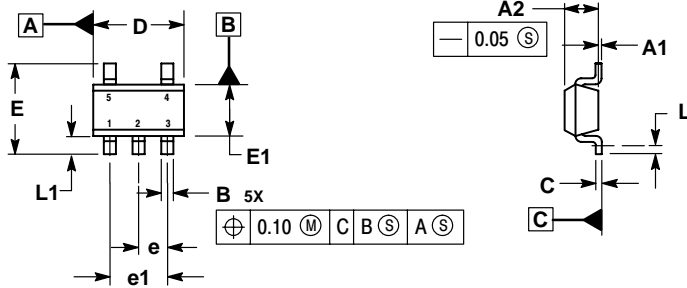 A
D
B
A2
— 0.05 Ⓢ
A1
E
5 4
1 2 3
E1
L
L1
B 5X
C
⌖ 0.10 Ⓜ C B Ⓢ A Ⓢ
C
e
e1